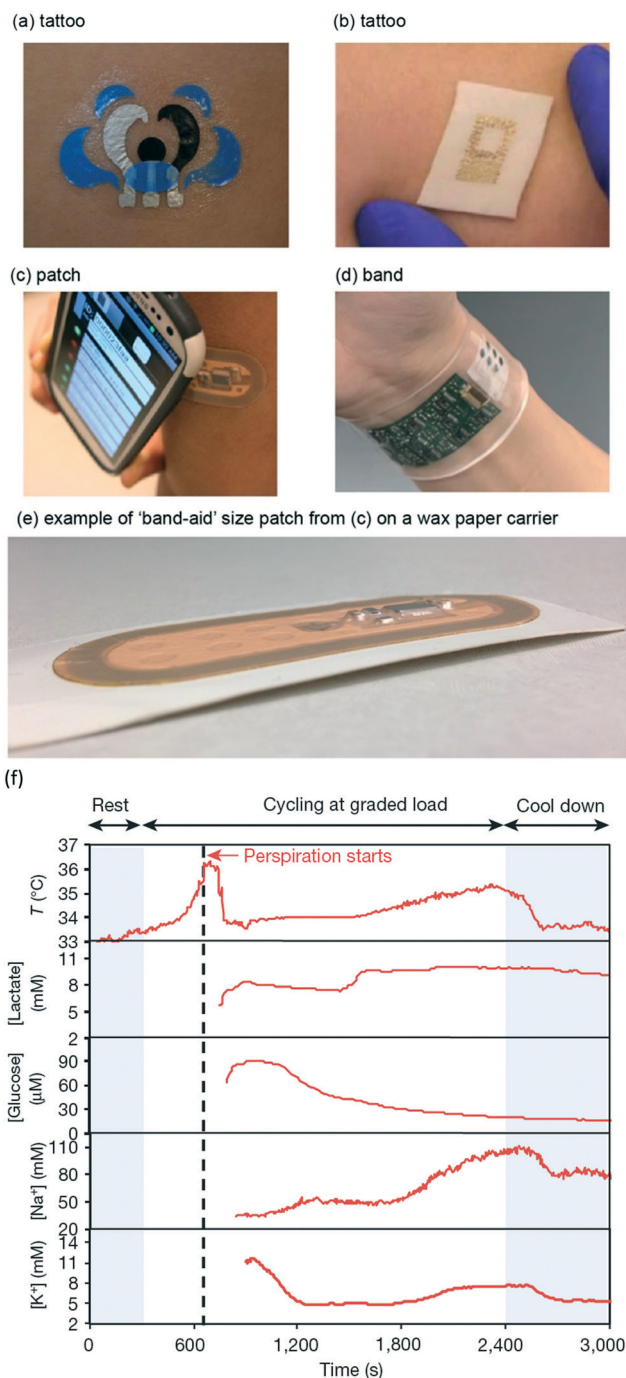 (a) tattoo
(b) tattoo
(c) patch
(d) band
(e) example of 'band-aid' size patch from (c) on a wax paper carrier
(f)
Rest
Cycling at graded load
Cool down
Perspiration starts
T (°C)
37
36
35
34
33
[Lactate] (mM)
11
8
5
2
[Glucose] (μM)
90
60
30
0
[Na⁺] (mM)
110
80
50
20
[K⁺] (mM)
14
11
8
5
2
0
600
1,200
1,800
2,400
3,000
Time (s)